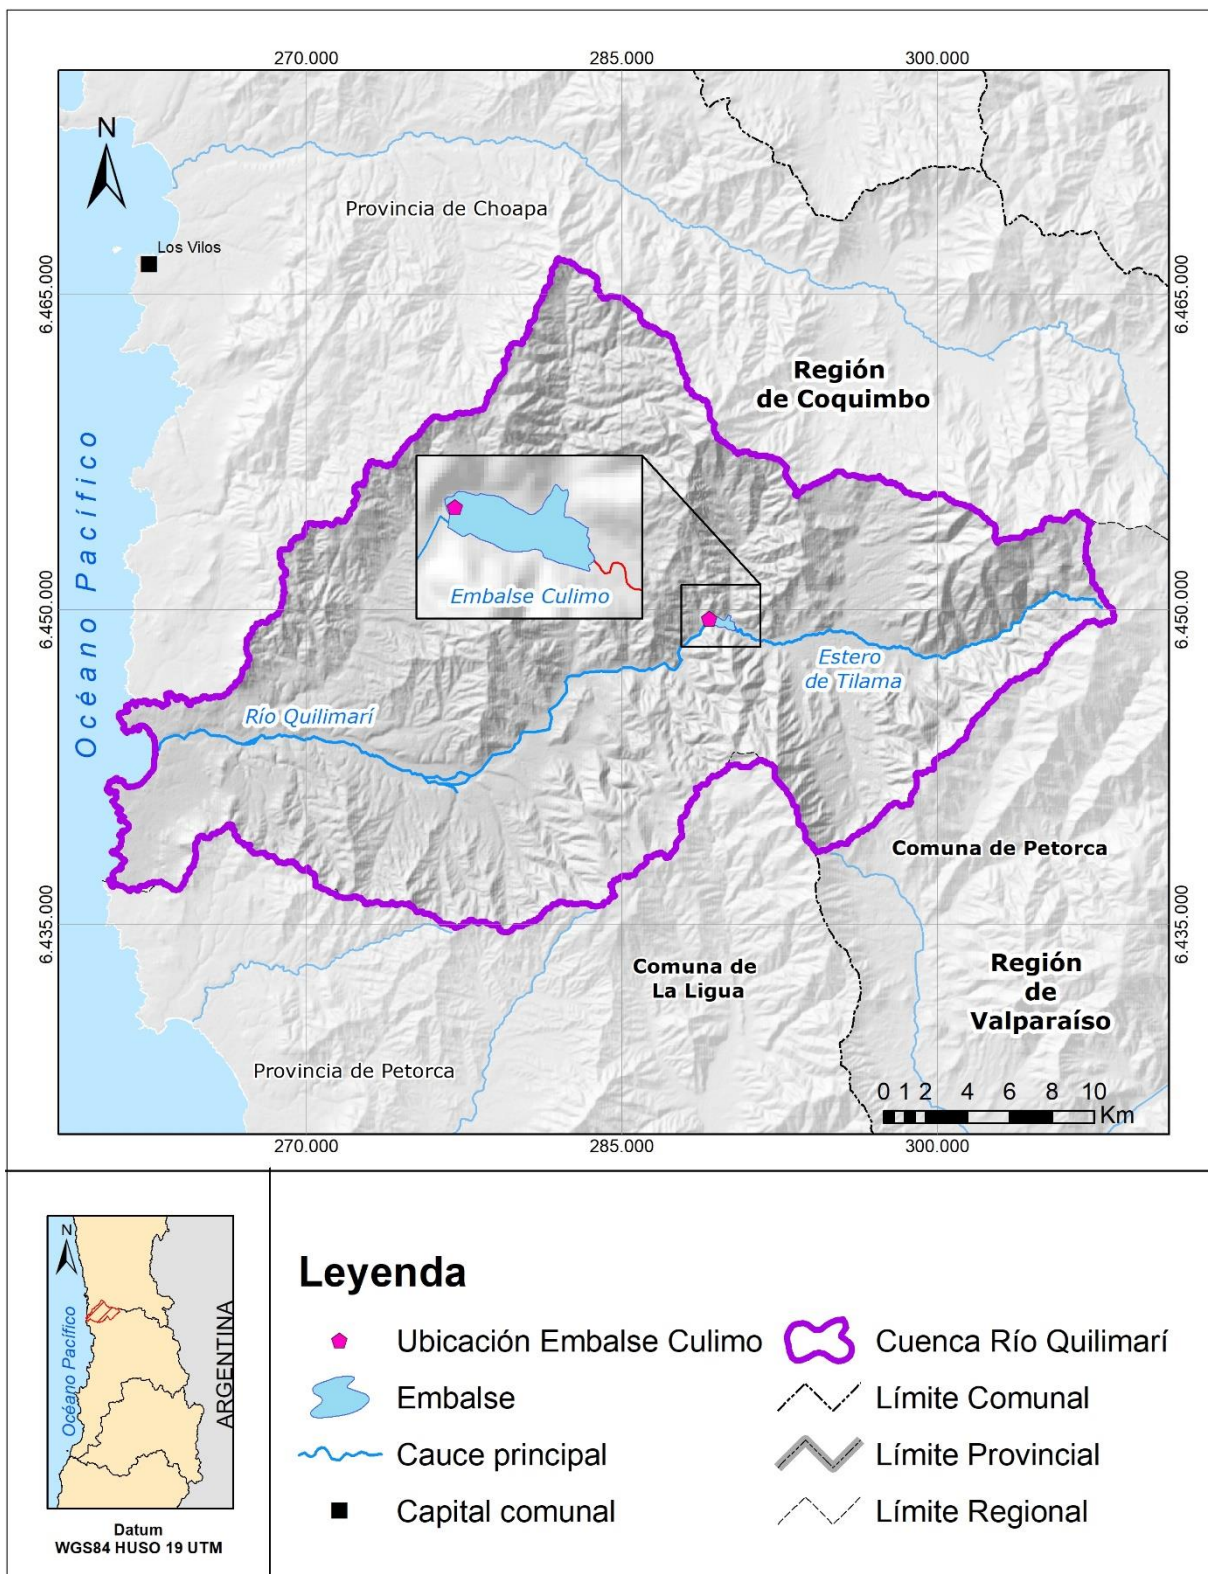 270.000
285.000
300.000
N
Provincia de Choapa
Los Vilos
6.465.000
6.465.000
Región
de Coquimbo
Océano Pacífico
Embalse Culimo
6.450.000
6.450.000
Estero
de Tilama
Río Quilimarí
Comuna de Petorca
6.435.000
6.435.000
Comuna de
La Ligua
Región
de
Valparaíso
Provincia de Petorca
0 1 2 4 6 8 10
Km
270.000
285.000
300.000
N
Océano Pacífico
ARGENTINA
Datum
WGS84 HUSO 19 UTM
Leyenda
Ubicación Embalse Culimo
Embalse
Cauce principal
Capital comunal
Cuenca Río Quilimarí
Límite Comunal
Límite Provincial
Límite Regional